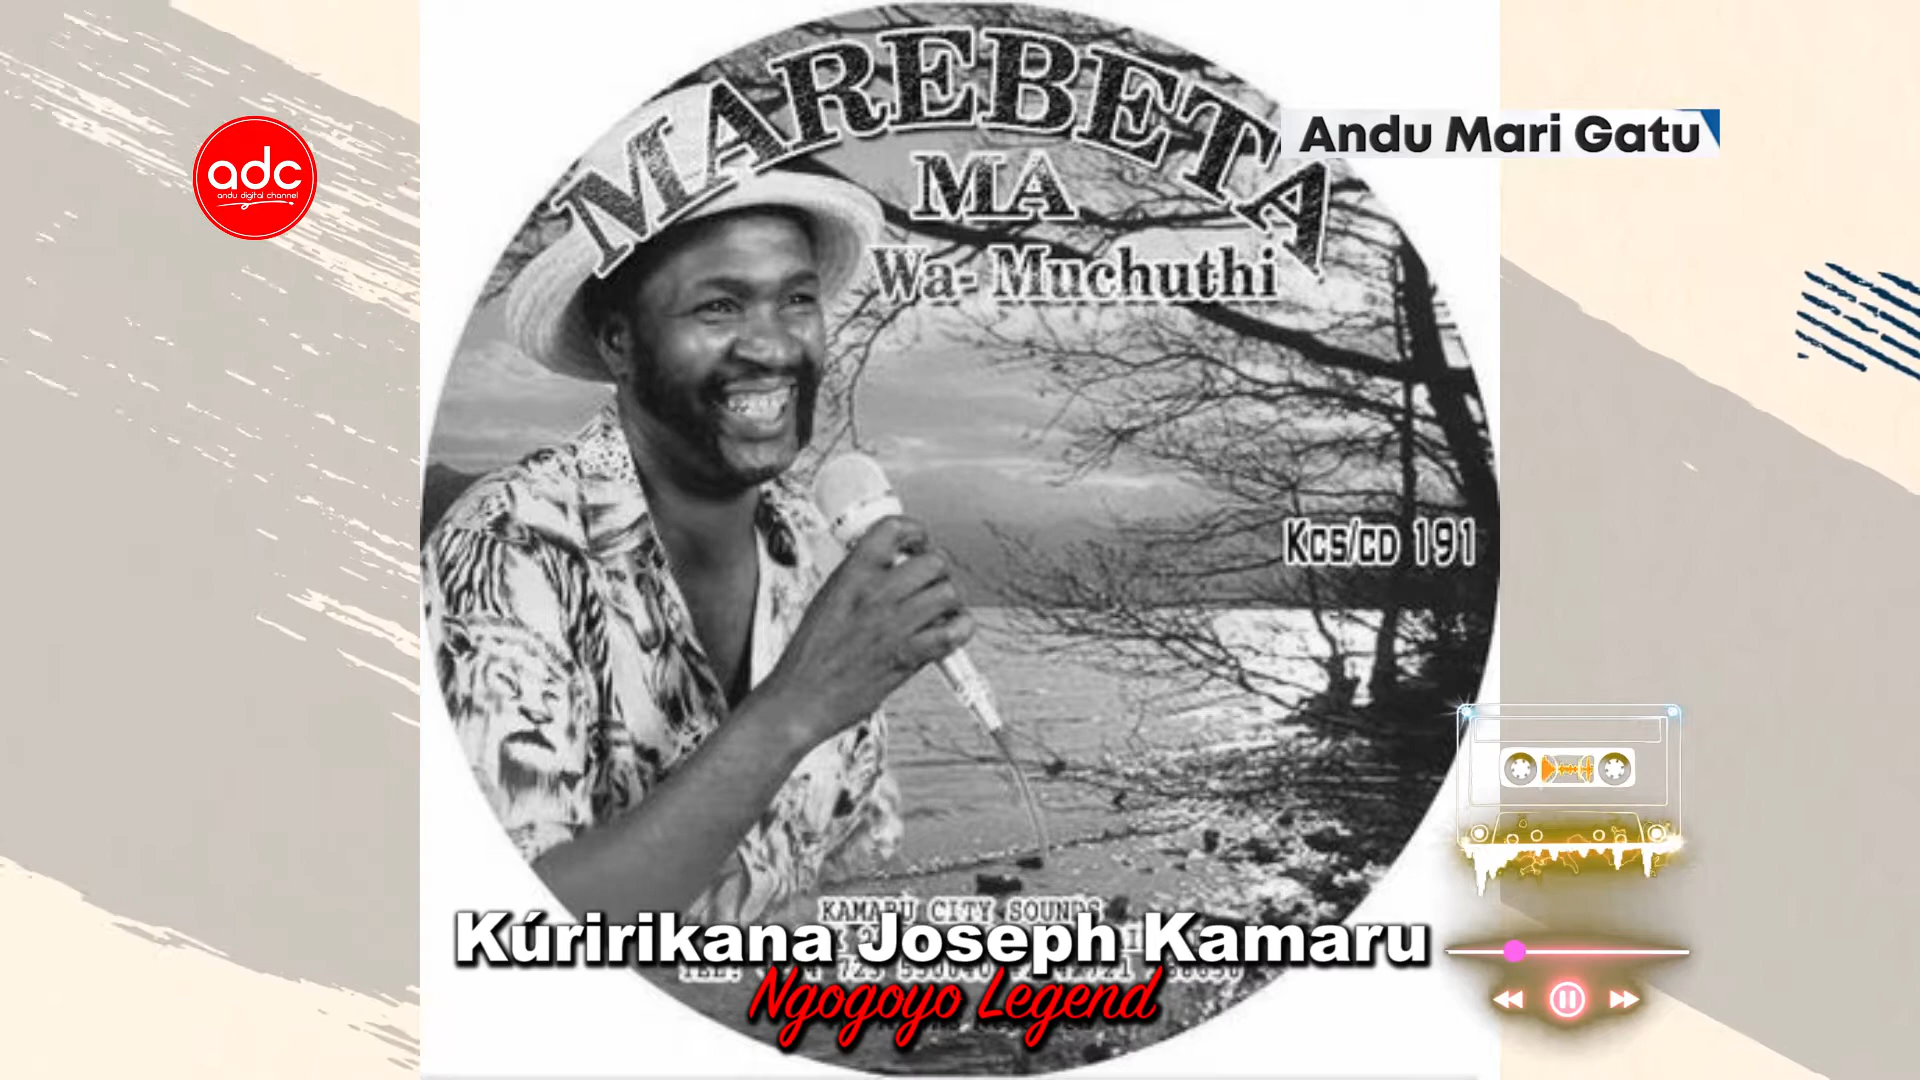 MAREBETA
MA
Wa- Muchuthi
Andu Mari Gatu
adc
andu digital channel
Kcs/cd 191
KAMARU CITY SOUNDS
Kúririkana Joseph Kamaru
Ngogoyo Legend